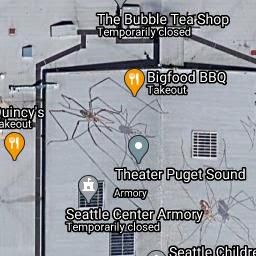 The Bubble Tea Shop
Temporarily closed
Bigfood BBQ
Takeout
Quincy's
Takeout
Theater Puget Sound
Armory
Seattle Center Armory
Temporarily closed
Seattle Childre